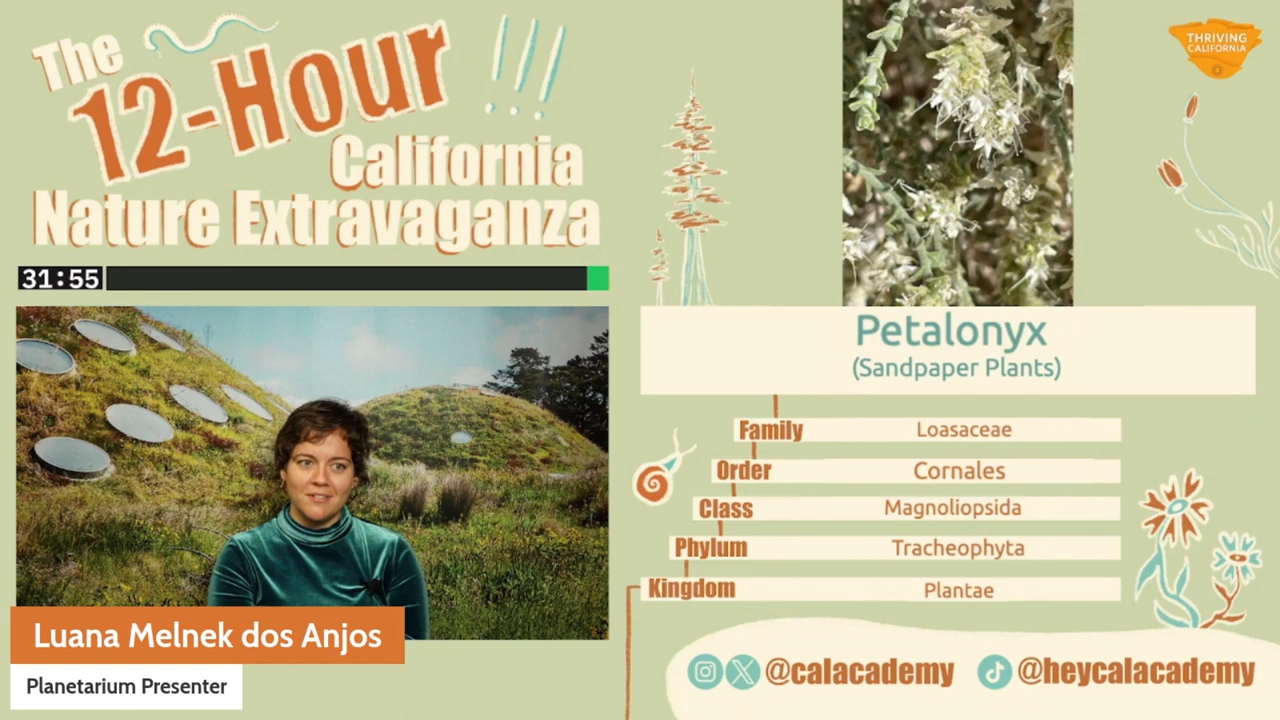 The
12-Hour !!!
California
Nature Extravaganza
31:55
Luana Melnek dos Anjos
Planetarium Presenter
THRIVING
CALIFORNIA
Petalonyx
(Sandpaper Plants)
Family Loasaceae
Order Cornales
Class Magnoliopsida
Phylum Tracheophyta
Kingdom Plantae
@calacademy @heycalacademy